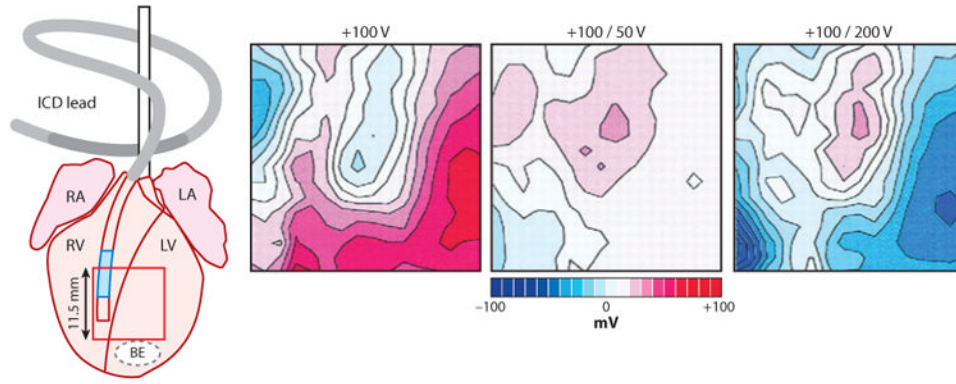 ICD lead
RA
LA
RV
LV
11.5 mm
BE
+100 V
+100 / 50 V
+100 / 200 V
−100
0
+100
mV